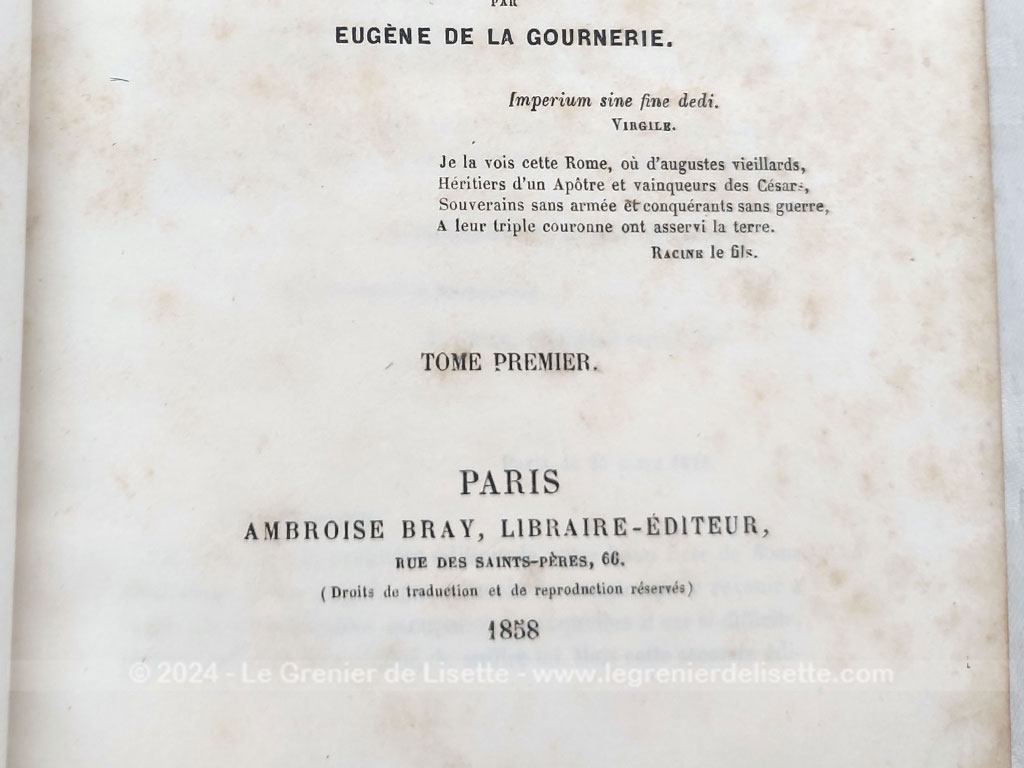 PAR
EUGÈNE DE LA GOURNERIE.
Imperium sine fine dedi.
VIRGILE.
Je la vois cette Rome, où d'augustes vieillards,
Héritiers d'un Apôtre et vainqueurs des Césars,
Souverains sans armée et conquérants sans guerre,
A leur triple couronne ont asservi la terre.
RACINE le fils.
TOME PREMIER.
PARIS
AMBROISE BRAY, LIBRAIRE-ÉDITEUR,
RUE DES SAINTS-PÈRES, 66.
(Droits de traduction et de reproduction réservés)
1858
© 2024 - Le Grenier de Lisette - www.legrenierdelisette.com